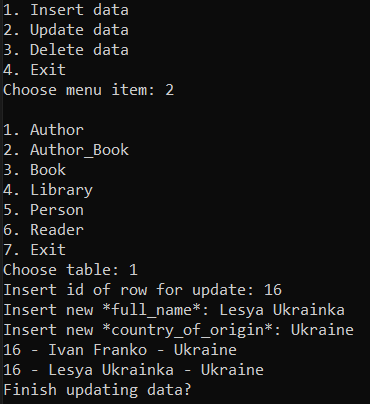 1. Insert data
2. Update data
3. Delete data
4. Exit
Choose menu item: 2
1. Author
2. Author_Book
3. Book
4. Library
5. Person
6. Reader
7. Exit
Choose table: 1
Insert id of row for update: 16
Insert new *full_name*: Lesya Ukrainka
Insert new *country_of_origin*: Ukraine
16 - Ivan Franko - Ukraine
16 - Lesya Ukrainka - Ukraine
Finish updating data?